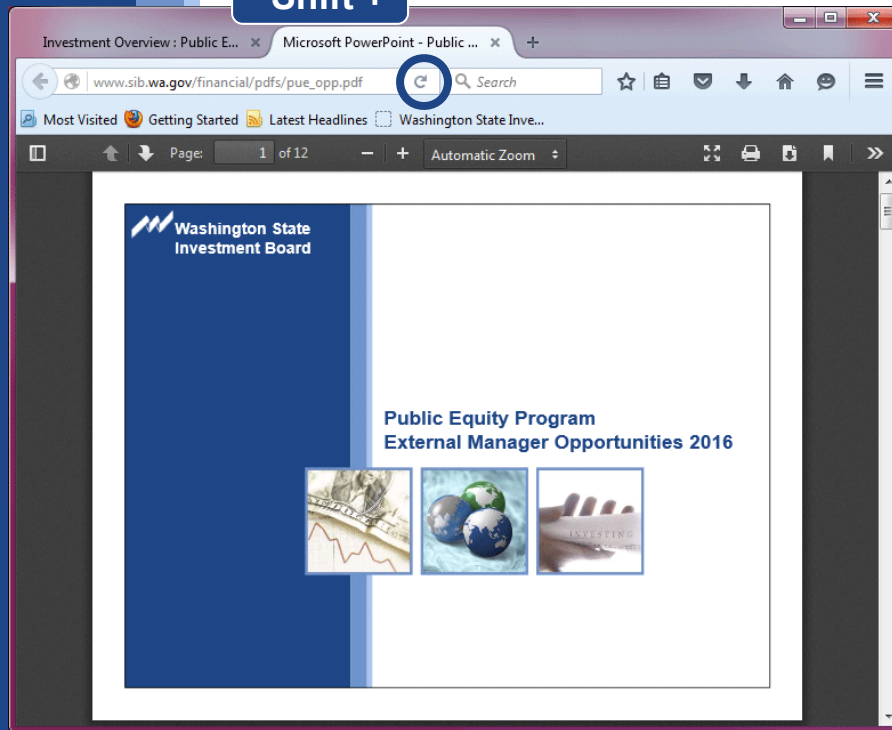 Shift +
Investment Overview : Public E...
Microsoft PowerPoint - Public ...
www.sib.wa.gov/financial/pdfs/pue_opp.pdf
Search
Most Visited
Getting Started
Latest Headlines
Washington State Inve...
Page:
1 of 12
Automatic Zoom
Washington State
Investment Board
Public Equity Program
External Manager Opportunities 2016
INVESTING